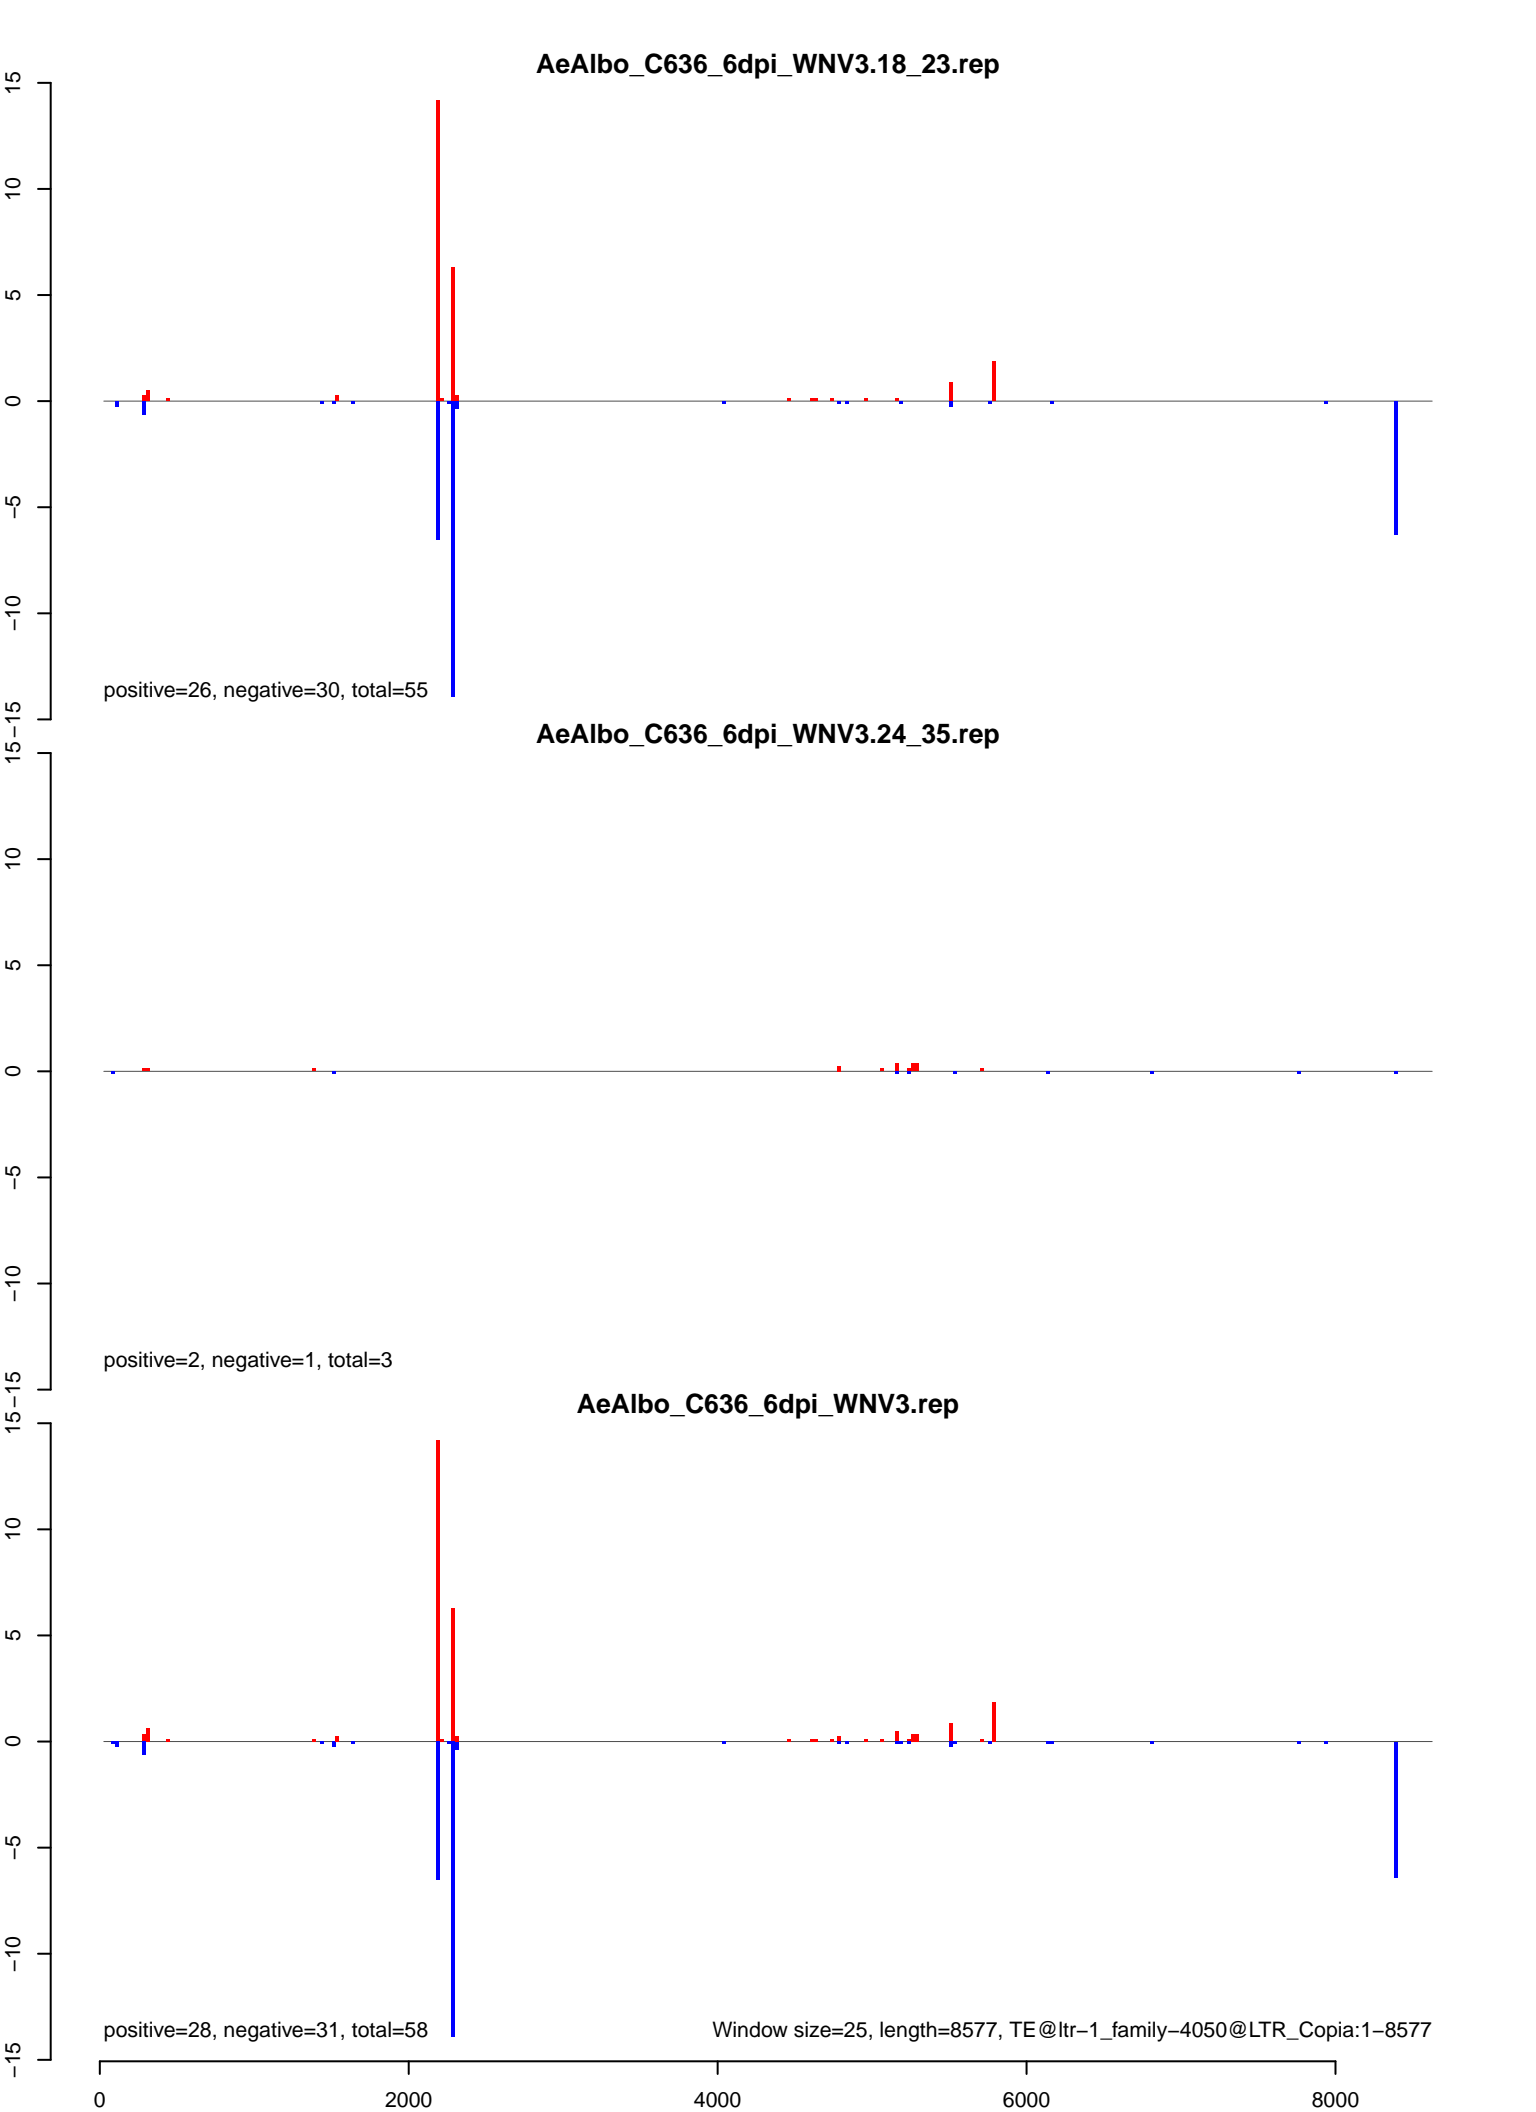 AeAlbo_C636_6dpi_WNV3.18_23.rep
15
10
5
0
−5
−10
−15
positive=26, negative=30, total=55
AeAlbo_C636_6dpi_WNV3.24_35.rep
15
10
5
0
−5
−10
−15
positive=2, negative=1, total=3
AeAlbo_C636_6dpi_WNV3.rep
15
10
5
0
−5
−10
−15
positive=28, negative=31, total=58
Window size=25, length=8577, TE@ltr−1_family−4050@LTR_Copia:1−8577
0 2000 4000 6000 8000